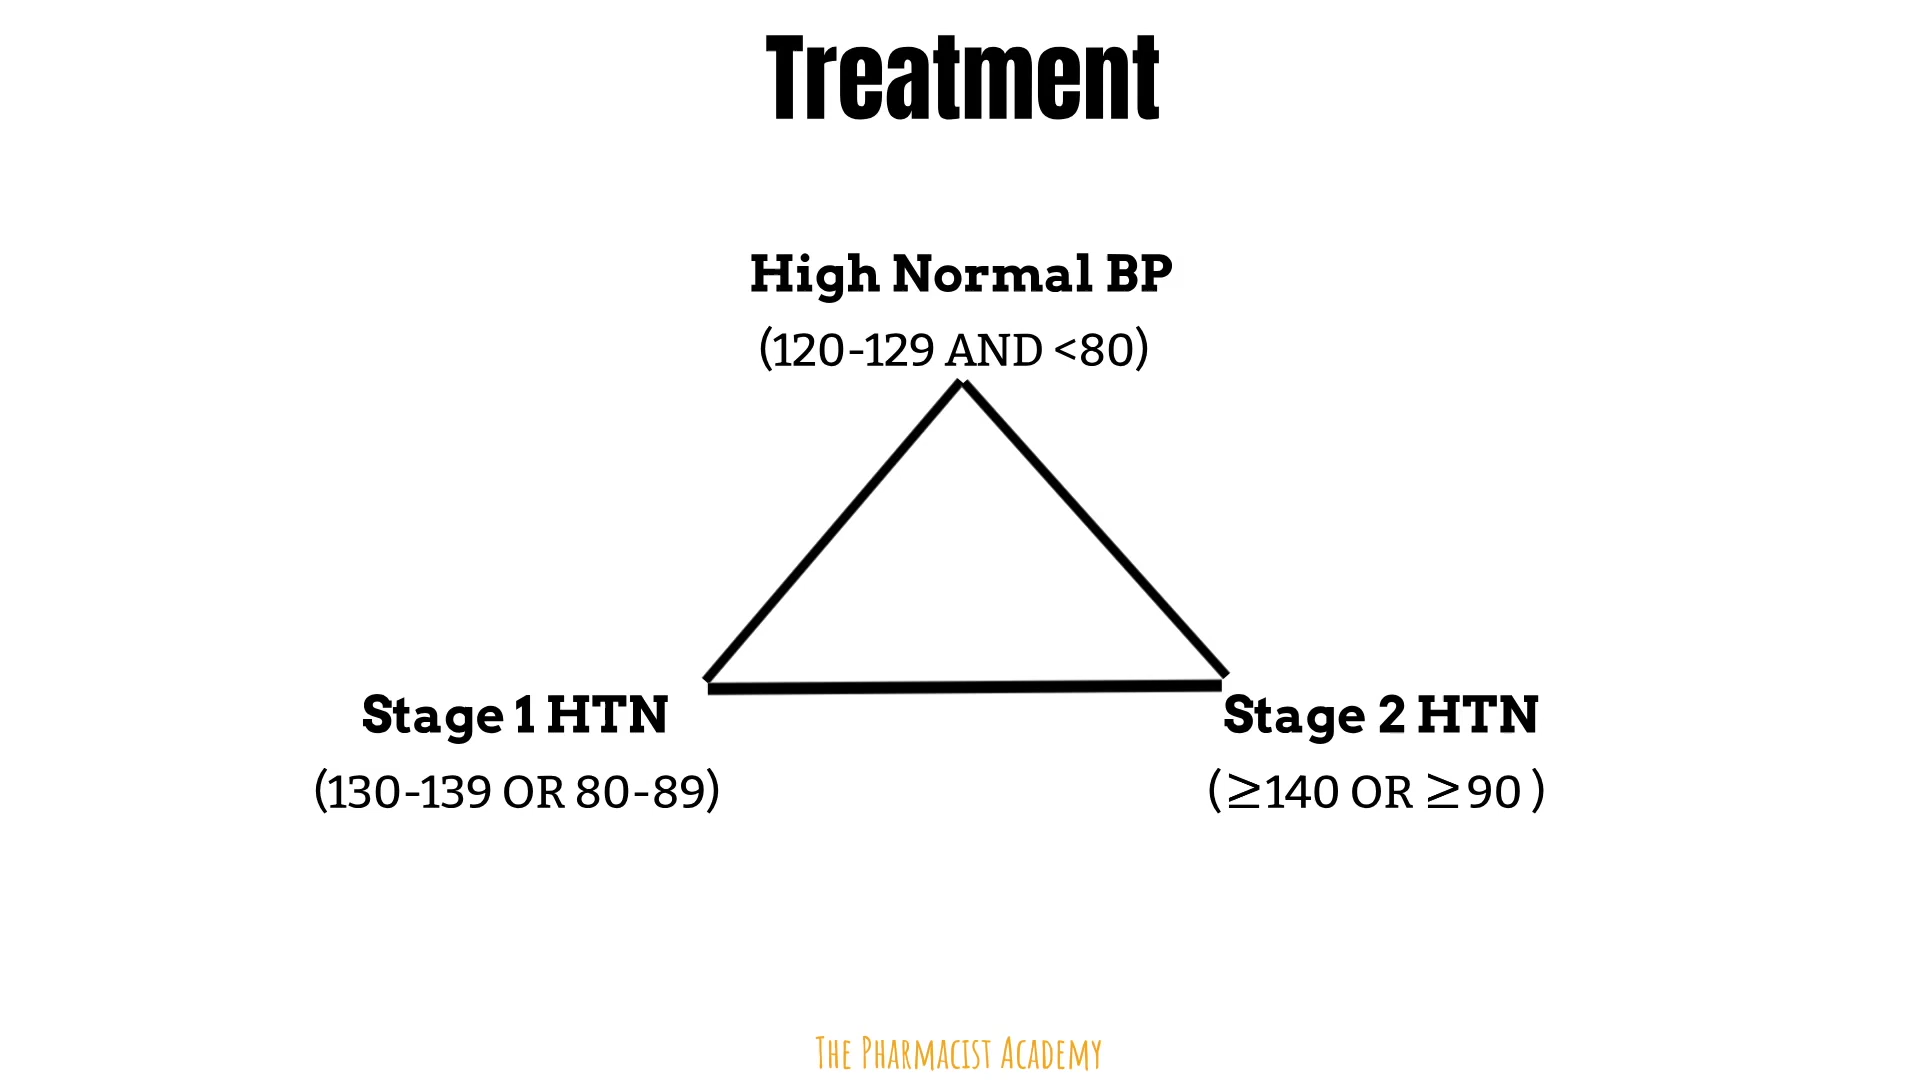 Treatment
High Normal BP
(120-129 AND <80)
Stage 1 HTN
(130-139 OR 80-89)
Stage 2 HTN
(≥140 OR ≥90 )
The Pharmacist Academy